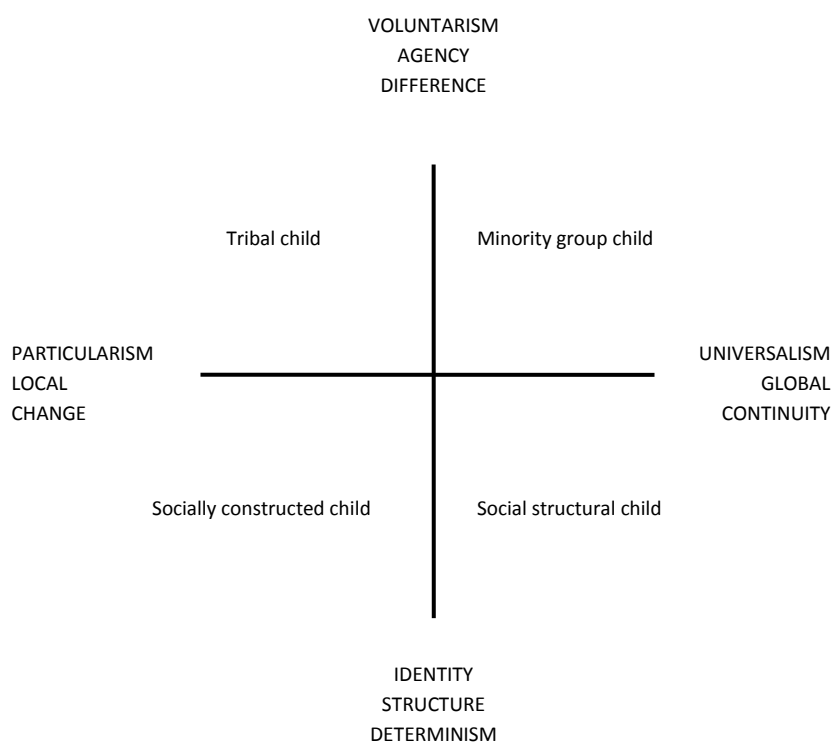 VOLUNTARISM
AGENCY
DIFFERENCE
Tribal child
Minority group child
PARTICULARISM
LOCAL
CHANGE
UNIVERSALISM
GLOBAL
CONTINUITY
Socially constructed child
Social structural child
IDENTITY
STRUCTURE
DETERMINISM